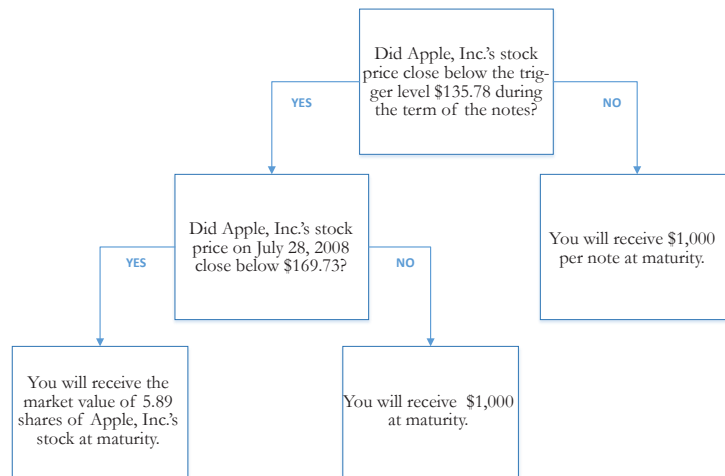 Did Apple, Inc.'s stock
price close below the trig-
ger level $135.78 during
the term of the notes?
YES
NO
Did Apple, Inc.'s stock
price on July 28, 2008
close below $169.73?
You will receive $1,000
per note at maturity.
YES
NO
You will receive the
market value of 5.89
shares of Apple, Inc.'s
stock at maturity.
You will receive $1,000
at maturity.